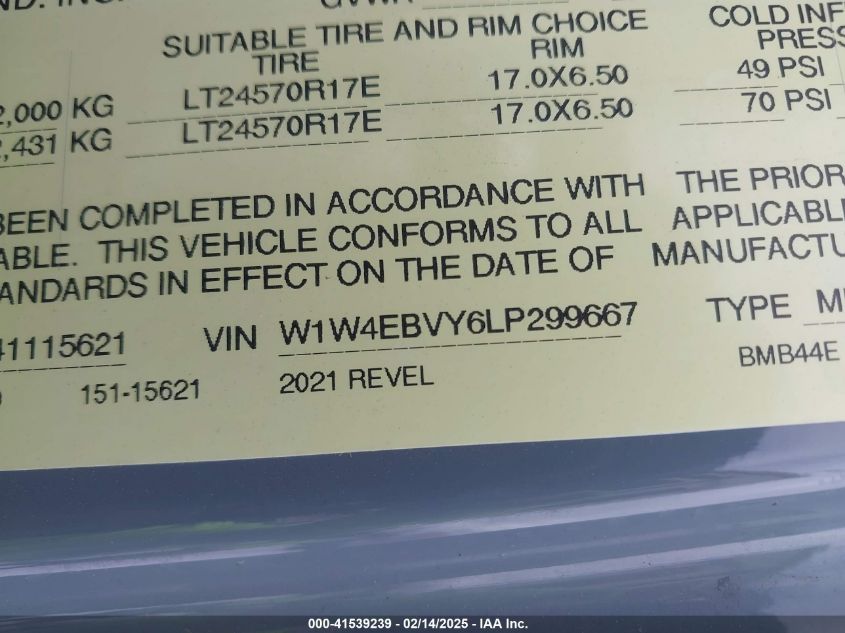 SUITABLE TIRE AND RIM CHOICE COLD INF
TIRE RIM PRESS
2,000 KG LT24570R17E 17.0X6.50 49 PSI
,431 KG LT24570R17E 17.0X6.50 70 PSI
BEEN COMPLETED IN ACCORDANCE WITH THE PRIOR
ABLE. THIS VEHICLE CONFORMS TO ALL APPLICABL
ANDARDS IN EFFECT ON THE DATE OF MANUFACTU
41115621 VIN W1W4EBVY6LP299667 TYPE M
151-15621 2021 REVEL BMB44E
000-41539239 - 02/14/2025 - IAA Inc.